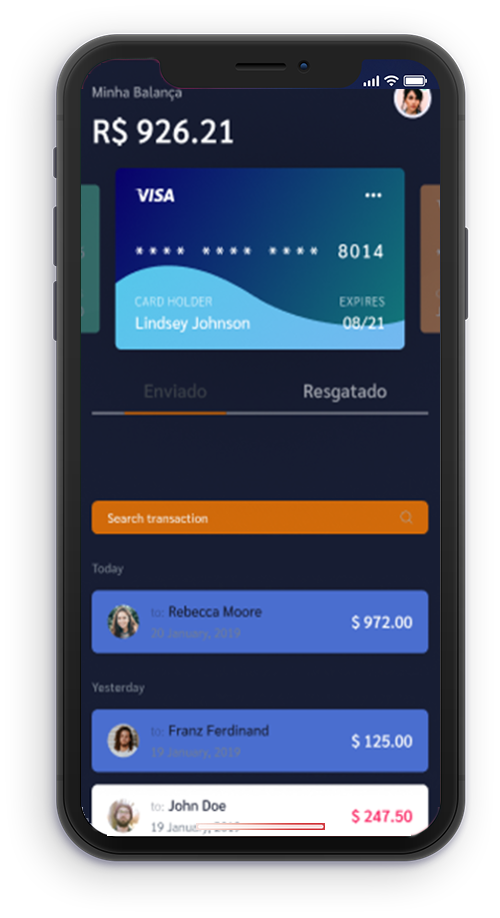 Minha Balança
R$ 926.21
VISA
**** **** **** 8014
CARD HOLDER EXPIRES
Lindsey Johnson 08/21
Enviado Resgatado
Search transaction
Today
to: Rebecca Moore
$ 972.00
20 January, 2019
Yesterday
to: Franz Ferdinand
$ 125.00
19 January, 2019
to: John Doe
$ 247.50
19 January, 2019